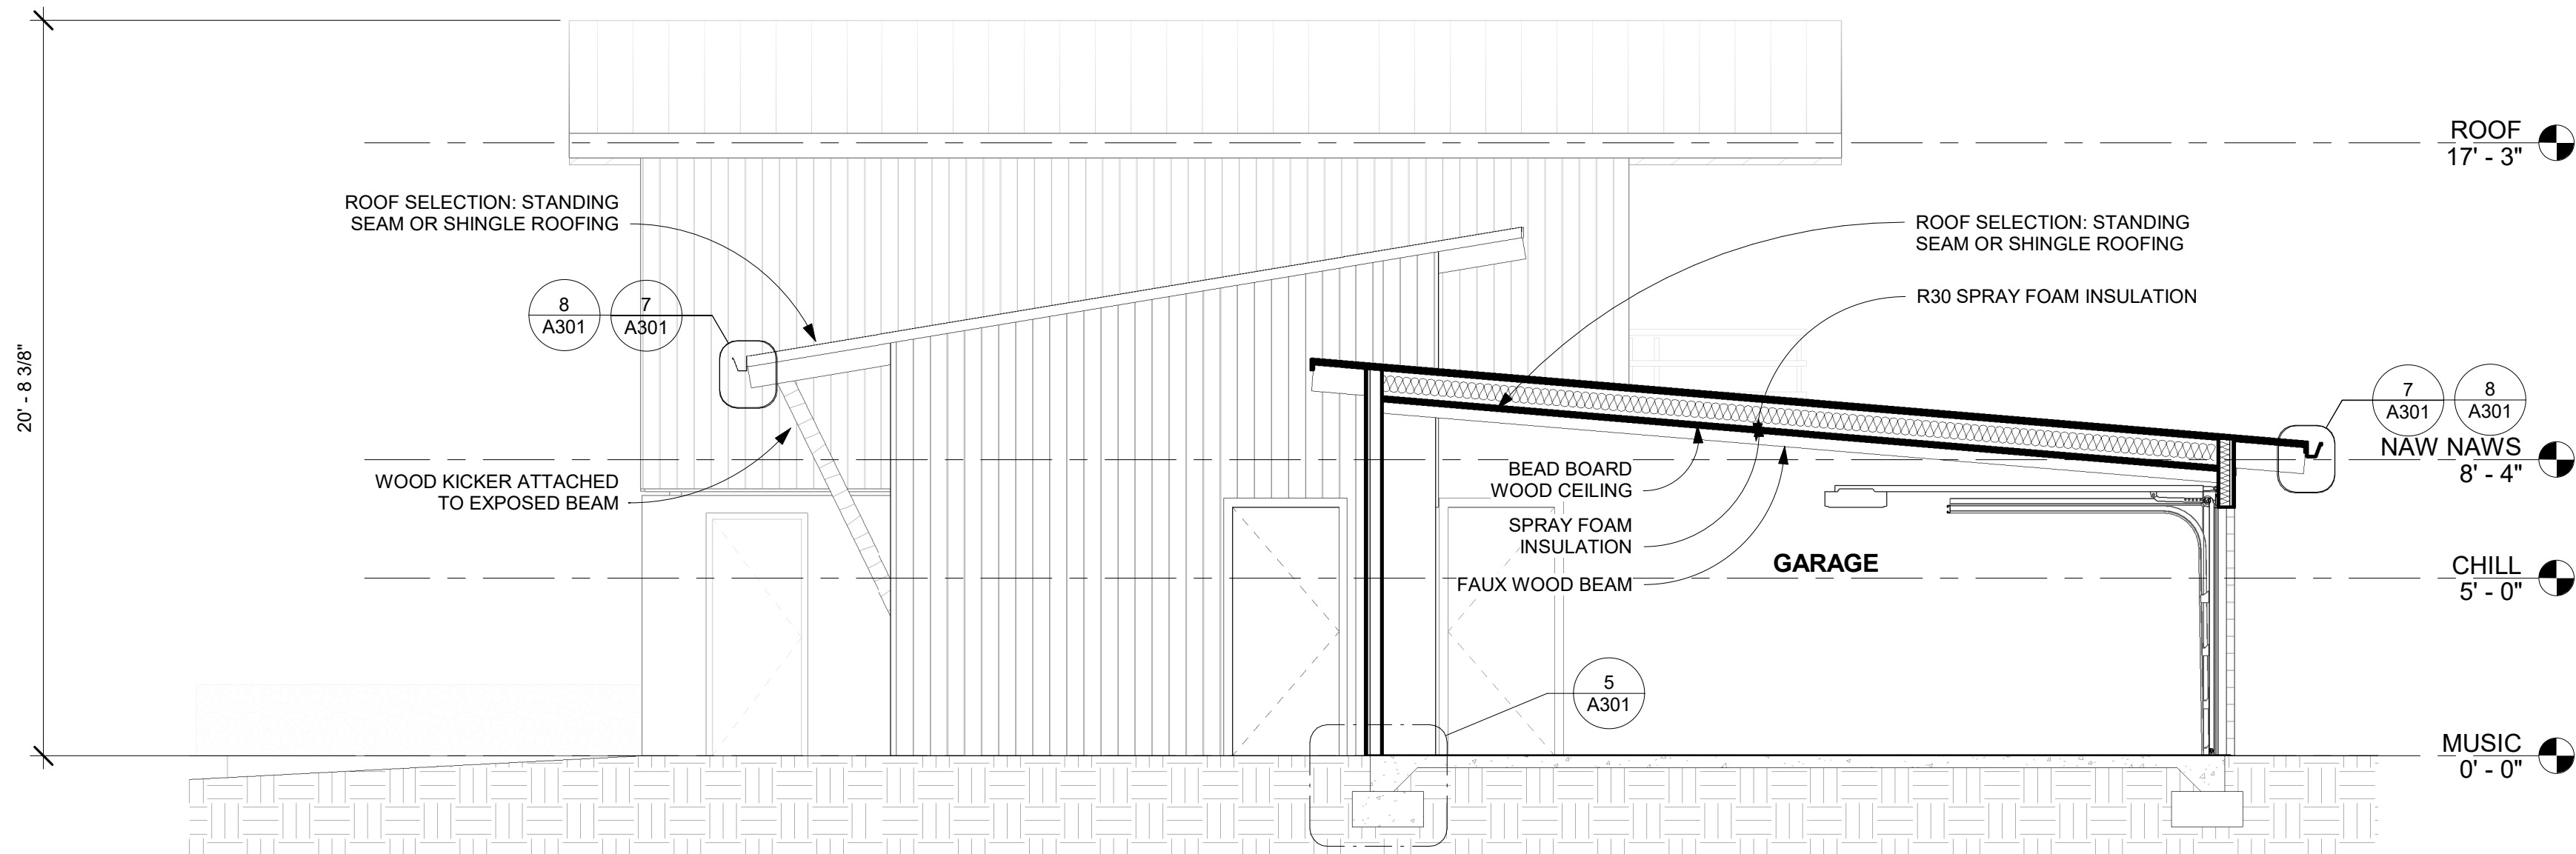 20' - 8 3/8"
ROOF
17' - 3"
ROOF SELECTION: STANDING
SEAM OR SHINGLE ROOFING
ROOF SELECTION: STANDING
SEAM OR SHINGLE ROOFING
R30 SPRAY FOAM INSULATION
8
A301
7
A301
7
A301
8
A301
NAW NAWS
8' - 4"
WOOD KICKER ATTACHED
TO EXPOSED BEAM
BEAD BOARD
WOOD CEILING
SPRAY FOAM
INSULATION
FAUX WOOD BEAM
GARAGE
CHILL
5' - 0"
5
A301
MUSIC
0' - 0"